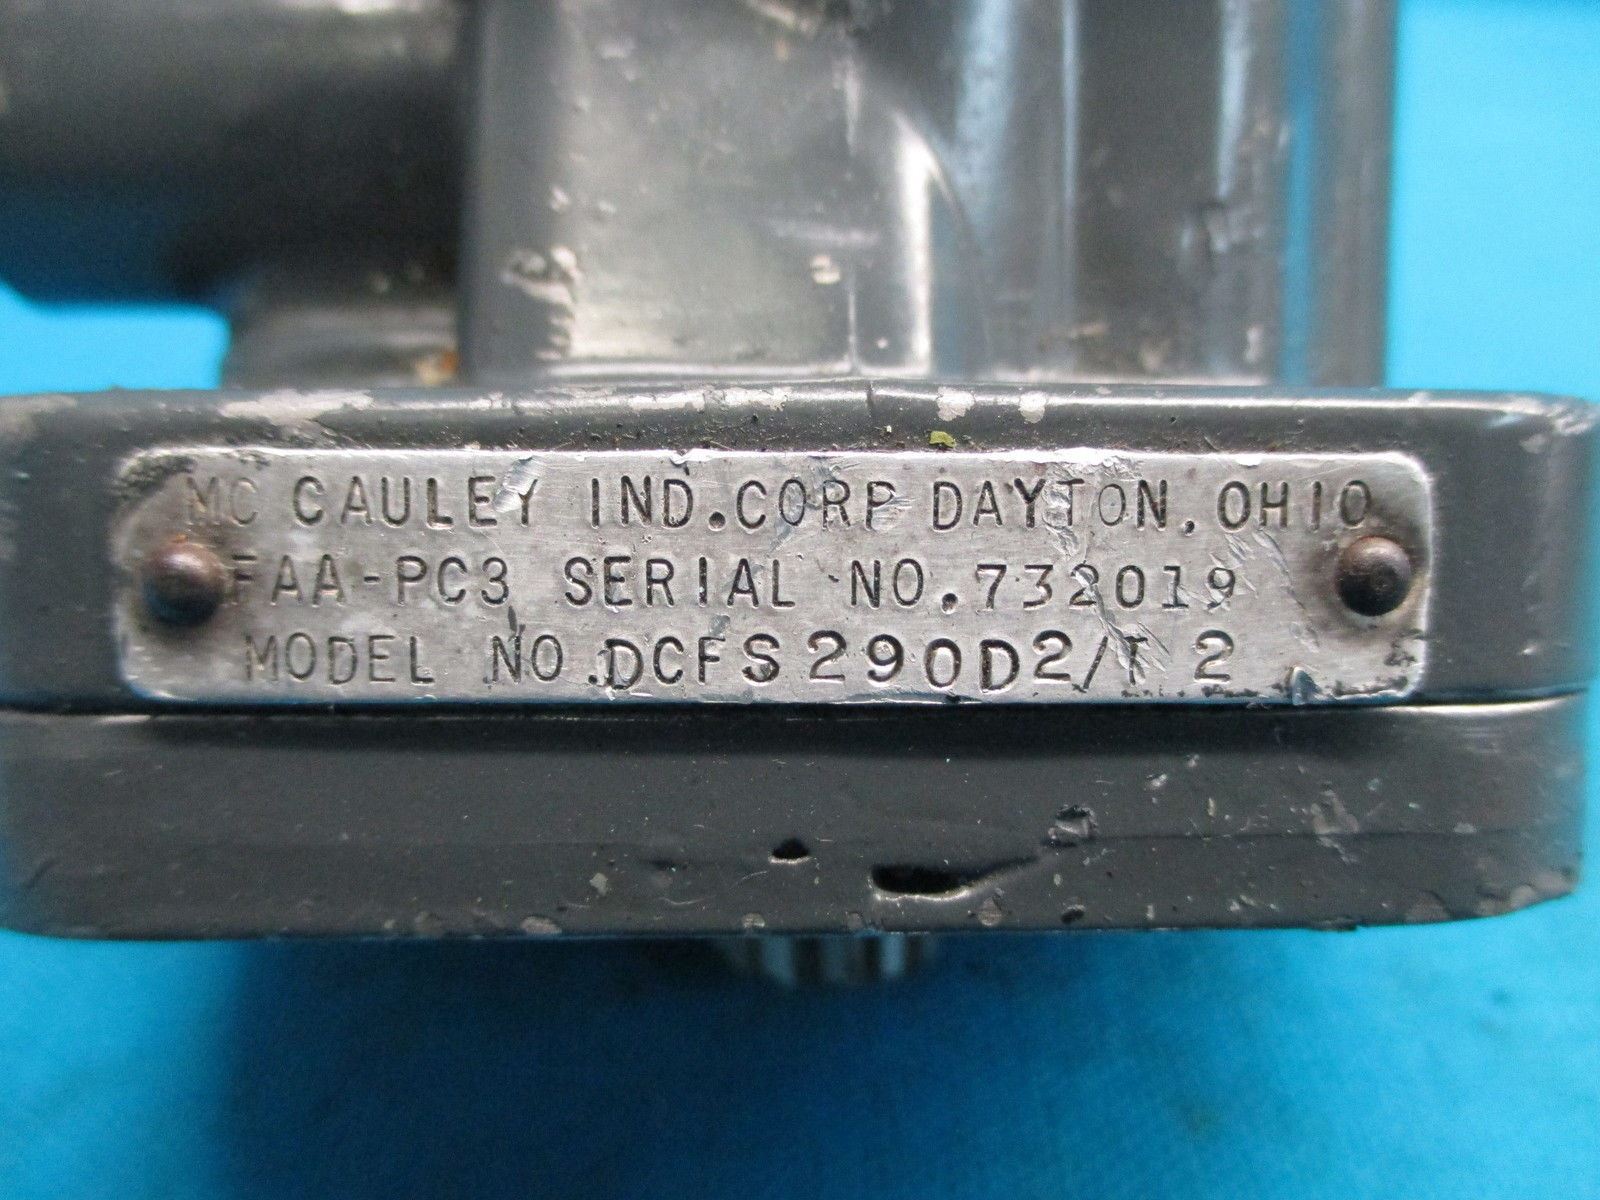 MC CAULEY IND. CORP DAYTON, OHIO
FAA-PC3 SERIAL NO. 732019
MODEL NO. DCFS290D2/T2